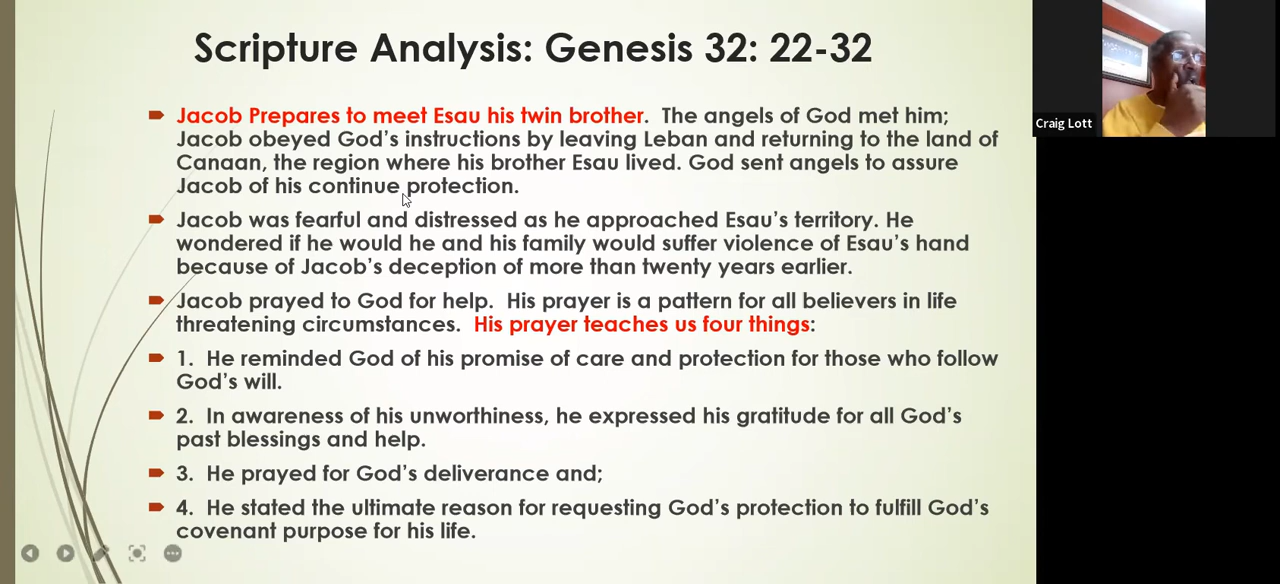 Scripture Analysis: Genesis 32: 22-32
Jacob Prepares to meet Esau his twin brother. The angels of God met him;
Jacob obeyed God's instructions by leaving Leban and returning to the land of
Canaan, the region where his brother Esau lived. God sent angels to assure
Jacob of his continue protection.
Jacob was fearful and distressed as he approached Esau's territory. He
wondered if he would he and his family would suffer violence of Esau's hand
because of Jacob's deception of more than twenty years earlier.
Jacob prayed to God for help. His prayer is a pattern for all believers in life
threatening circumstances. His prayer teaches us four things:
1. He reminded God of his promise of care and protection for those who follow
God's will.
2. In awareness of his unworthiness, he expressed his gratitude for all God's
past blessings and help.
3. He prayed for God's deliverance and;
4. He stated the ultimate reason for requesting God's protection to fulfill God's
covenant purpose for his life.
Craig Lott